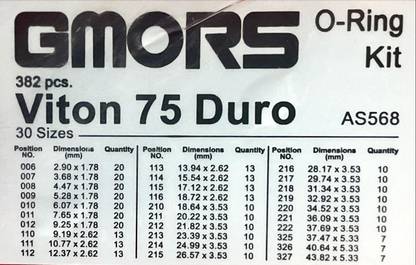 GMORS O-Ring Kit
382 pcs.
Viton 75 Duro AS568
30 Sizes
Position NO. Dimensions (mm) Quantity Position NO. Dimensions (mm) Quantity Position NO. Dimensions (mm) Quantity
006 2.90 x 1.78 20 113 13.94 x 2.62 13 216 28.17 x 3.53 10
007 3.68 x 1.78 20 114 15.54 x 2.62 13 217 29.74 x 3.53 10
008 4.47 x 1.78 20 115 17.12 x 2.62 13 218 31.34 x 3.53 10
009 5.28 x 1.78 20 116 18.72 x 2.62 13 219 32.92 x 3.53 10
010 6.07 x 1.78 20 210 18.64 x 3.53 10 220 34.52 x 3.53 10
011 7.65 x 1.78 20 211 20.22 x 3.53 10 221 36.09 x 3.53 10
012 9.25 x 1.78 20 212 21.82 x 3.53 10 222 37.69 x 3.53 10
110 9.19 x 2.62 13 213 23.39 x 3.53 10 325 37.47 x 5.33 7
111 10.77 x 2.62 13 214 24.99 x 3.53 10 326 40.64 x 5.33 7
112 12.37 x 2.62 13 215 26.57 x 3.53 10 327 43.82 x 5.33 7